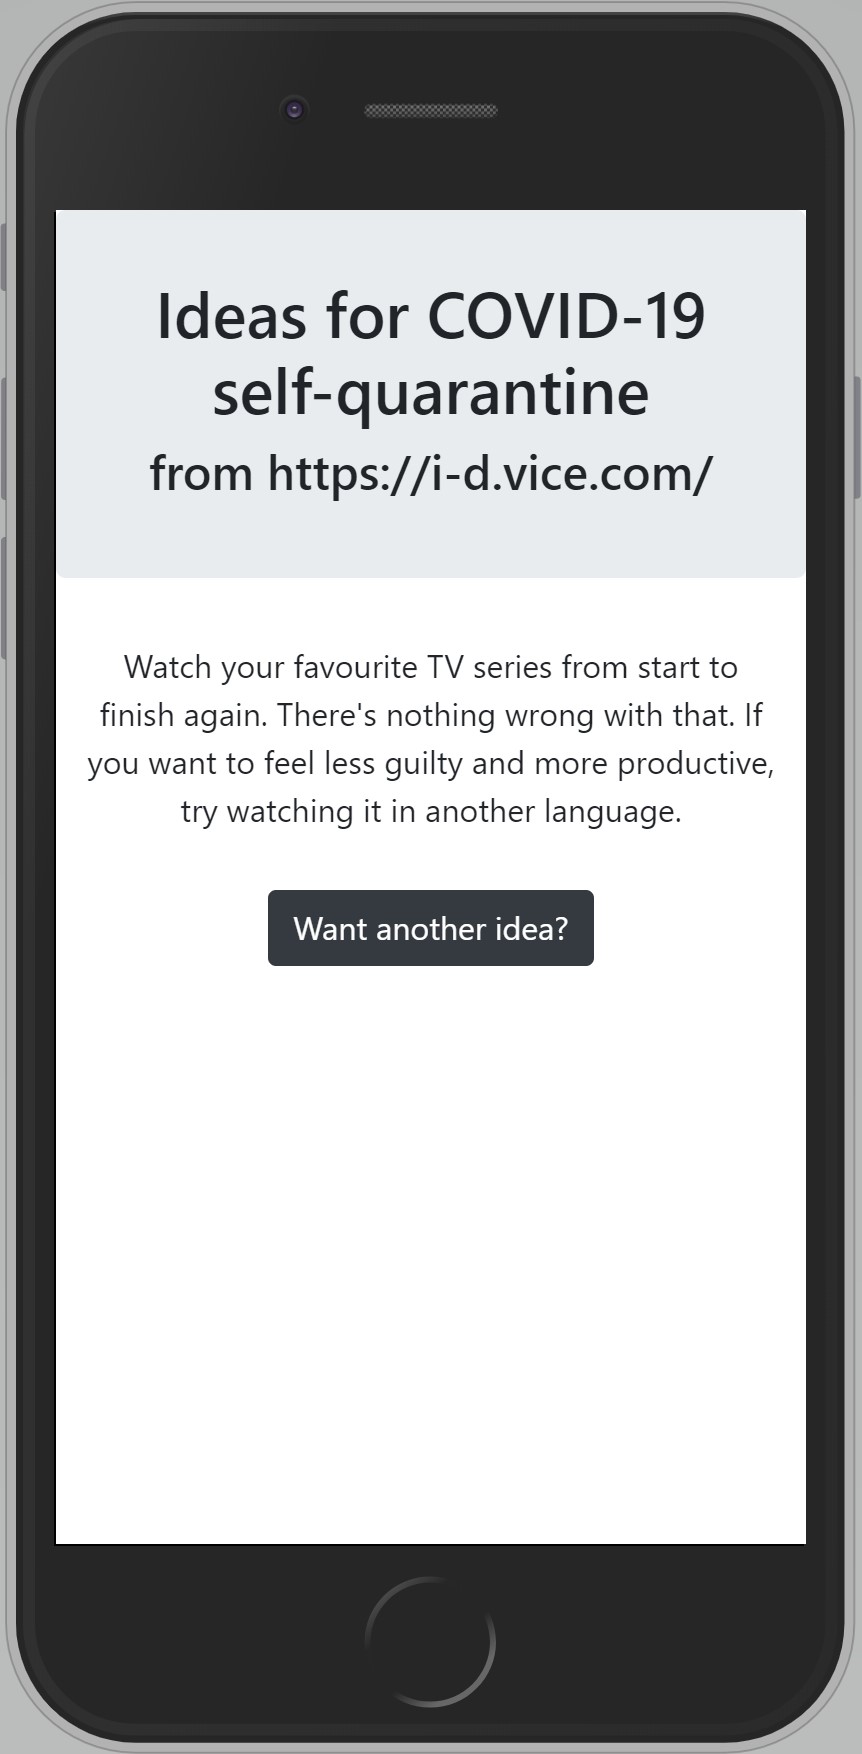 Ideas for COVID-19
self-quarantine
from https://i-d.vice.com/
Watch your favourite TV series from start to
finish again. There's nothing wrong with that. If
you want to feel less guilty and more productive,
try watching it in another language.
Want another idea?